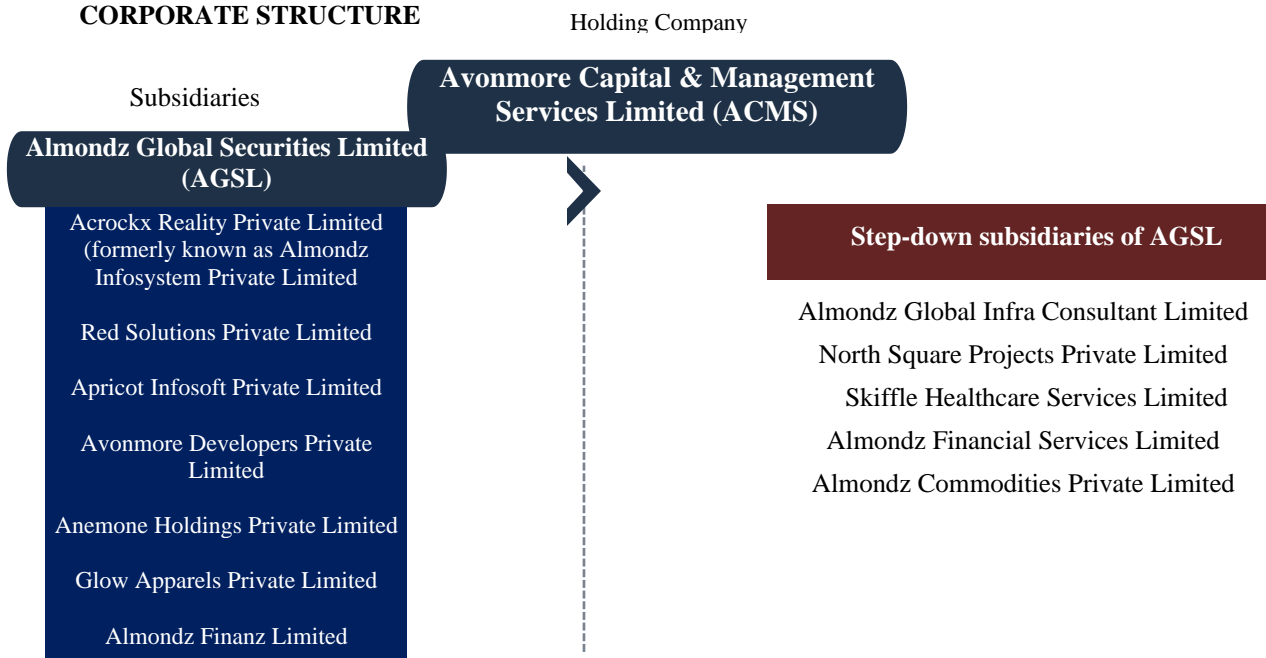 CORPORATE STRUCTURE
Holding Company
Avonmore Capital & Management
Services Limited (ACMS)
Subsidiaries
Almondz Global Securities Limited
(AGSL)
Acrockx Reality Private Limited
(formerly known as Almondz
Infosystem Private Limited
Red Solutions Private Limited
Apricot Infosoft Private Limited
Avonmore Developers Private
Limited
Anemone Holdings Private Limited
Glow Apparels Private Limited
Almondz Finanz Limited
Step-down subsidiaries of AGSL
Almondz Global Infra Consultant Limited
North Square Projects Private Limited
Skiffle Healthcare Services Limited
Almondz Financial Services Limited
Almondz Commodities Private Limited